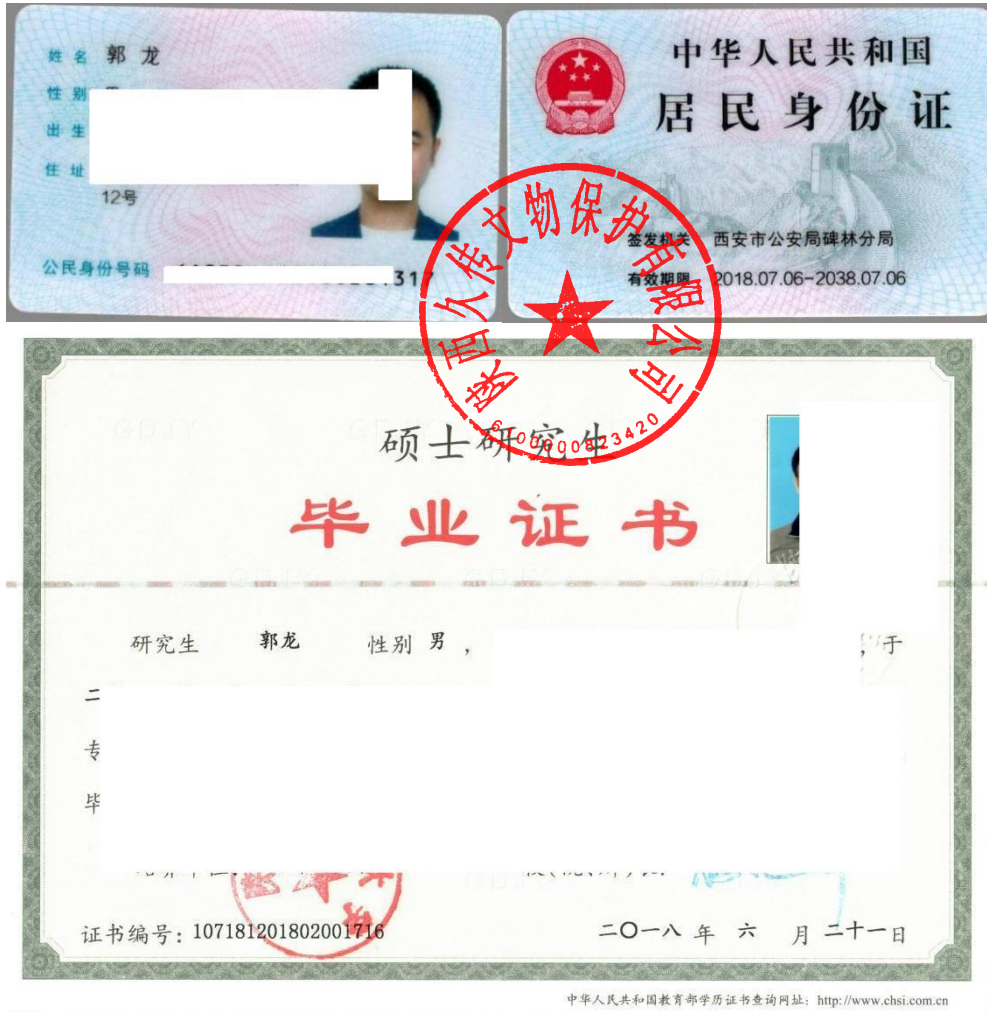 姓名 郭龙
性别
出生
住址
12号
公民身份号码 317
中华人民共和国
居民身份证
签发机关 西安市公安局碑林分局
有效期限 2018.07.06-2038.07.06
陕西久传文物保护有限公司
6100000823420
硕士研究生
毕业证书
研究生 郭龙 性别 男， ，于
二
专
毕
证书编号：107181201802001716 二〇一八年 六 月 二十一日
中华人民共和国教育部学历证书查询网址：http://www.chsi.com.cn